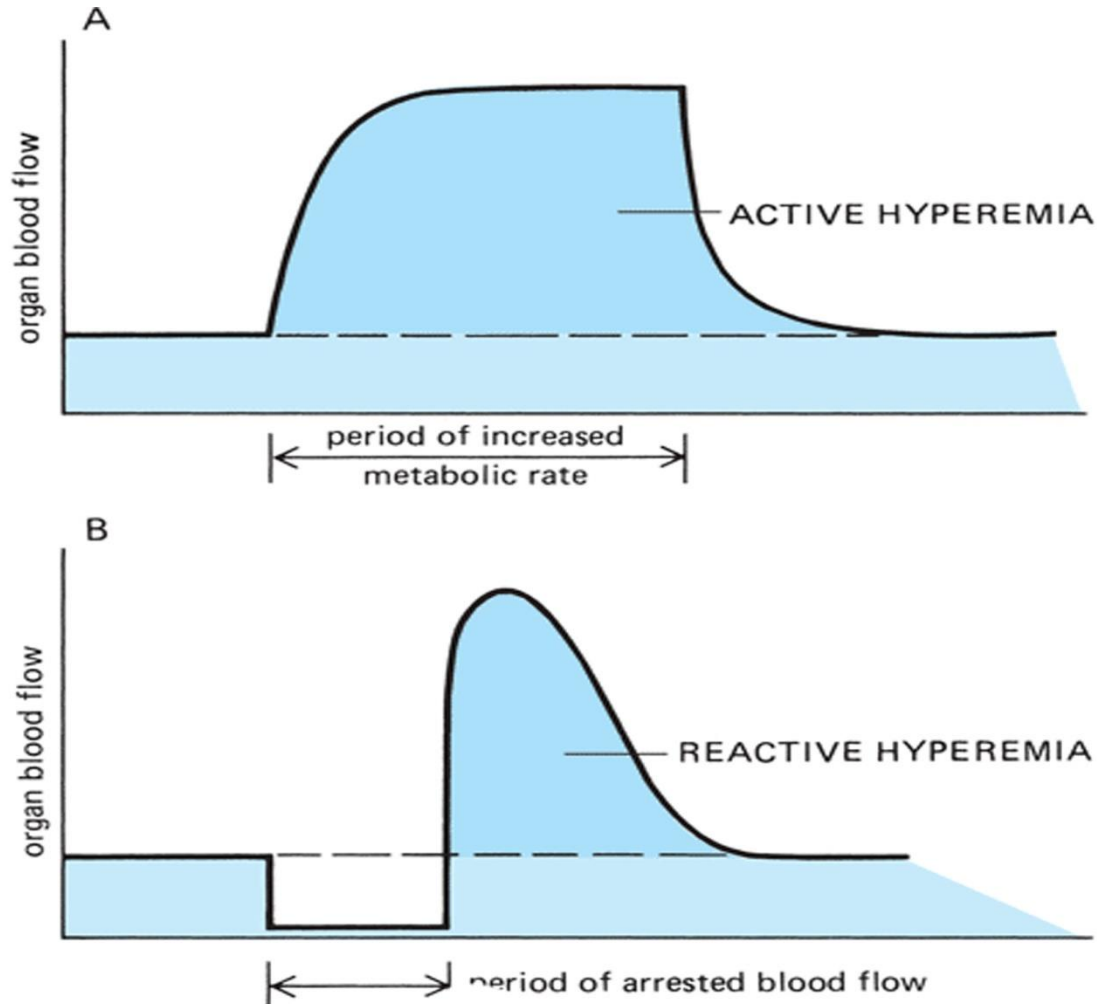 A
organ blood flow
ACTIVE HYPEREMIA
period of increased
metabolic rate
B
organ blood flow
REACTIVE HYPEREMIA
period of arrested blood flow